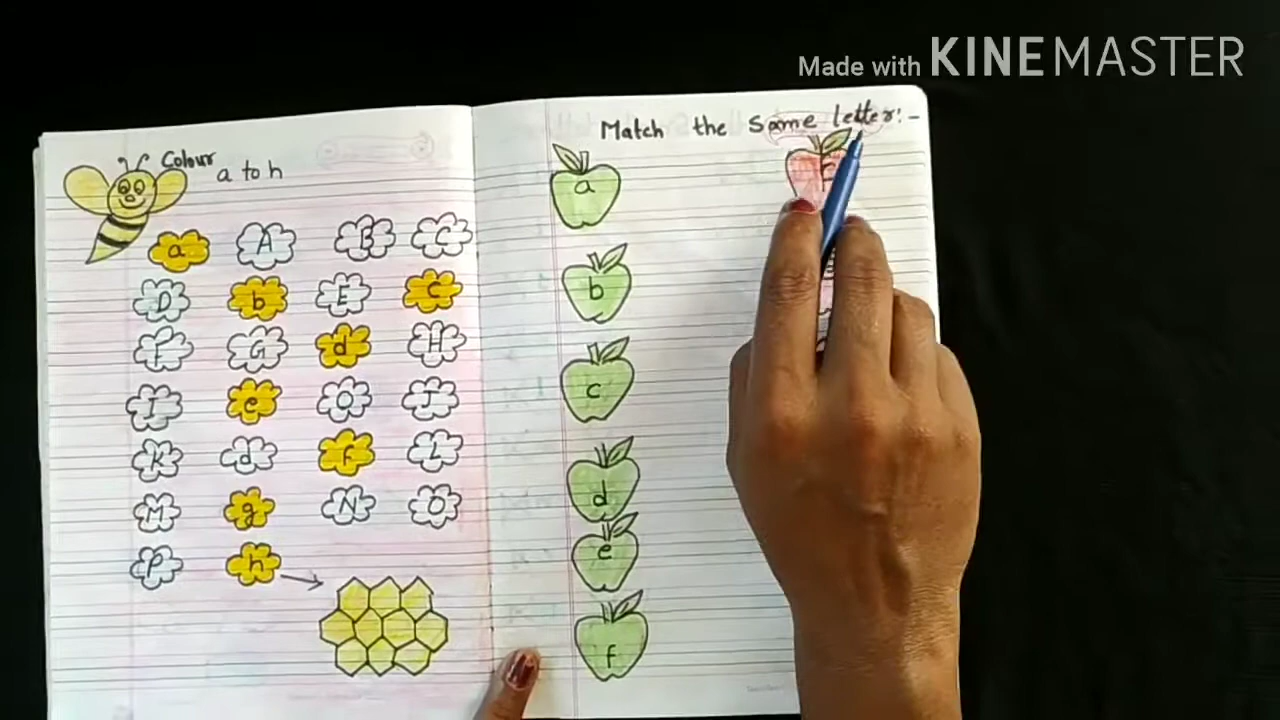 Made with KINEMASTER
Colour
a to h
a A B C
D b E C
F G d H
I e O J
K d f L
M g N O
P h
Match the Same letter:-
a
b
c
d
e
f